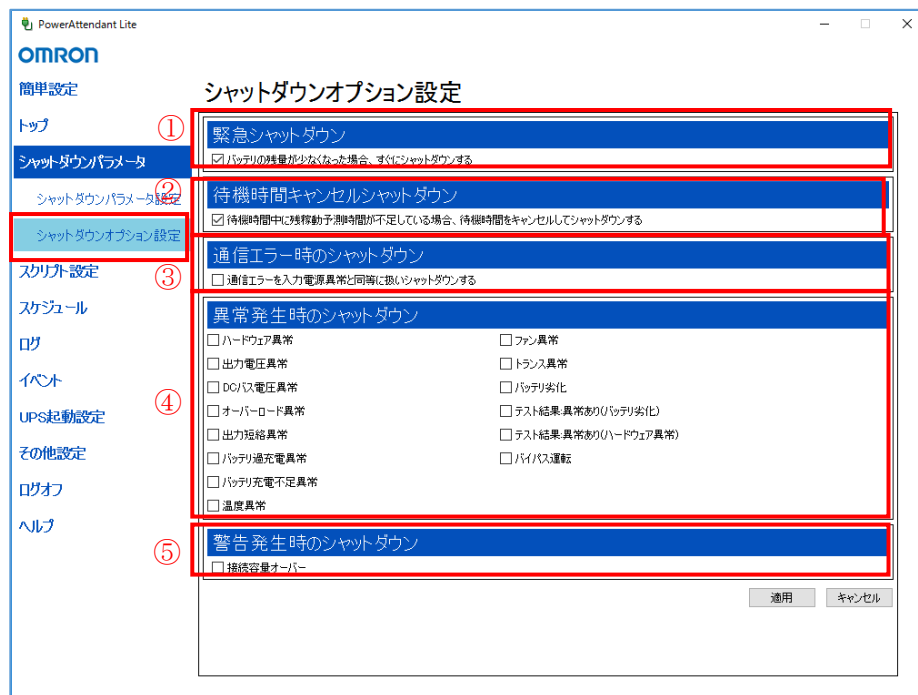 PowerAttendant Lite
OMRON
簡単設定
トップ
シャットダウンパラメータ
シャットダウンパラメータ設定
シャットダウンオプション設定
スクリプト設定
スケジュール
ログ
イベント
UPS起動設定
その他設定
ログオフ
ヘルプ
シャットダウンオプション設定
①
緊急シャットダウン
バッテリの残量が少なくなった場合、すぐにシャットダウンする
②
待機時間キャンセルシャットダウン
待機時間中に残稼動予測時間が不足している場合、待機時間をキャンセルしてシャットダウンする
③
通信エラー時のシャットダウン
通信エラーを入力電源異常と同等に扱いシャットダウンする
④
異常発生時のシャットダウン
ハードウェア異常
出力電圧異常
DCバス電圧異常
オーバーロード異常
出力短絡異常
バッテリ過充電異常
バッテリ充電不足異常
温度異常
ファン異常
トランス異常
バッテリ劣化
テスト結果:異常あり(バッテリ劣化)
テスト結果:異常あり(ハードウェア異常)
バイパス運転
⑤
警告発生時のシャットダウン
接続容量オーバー
適用
キャンセル